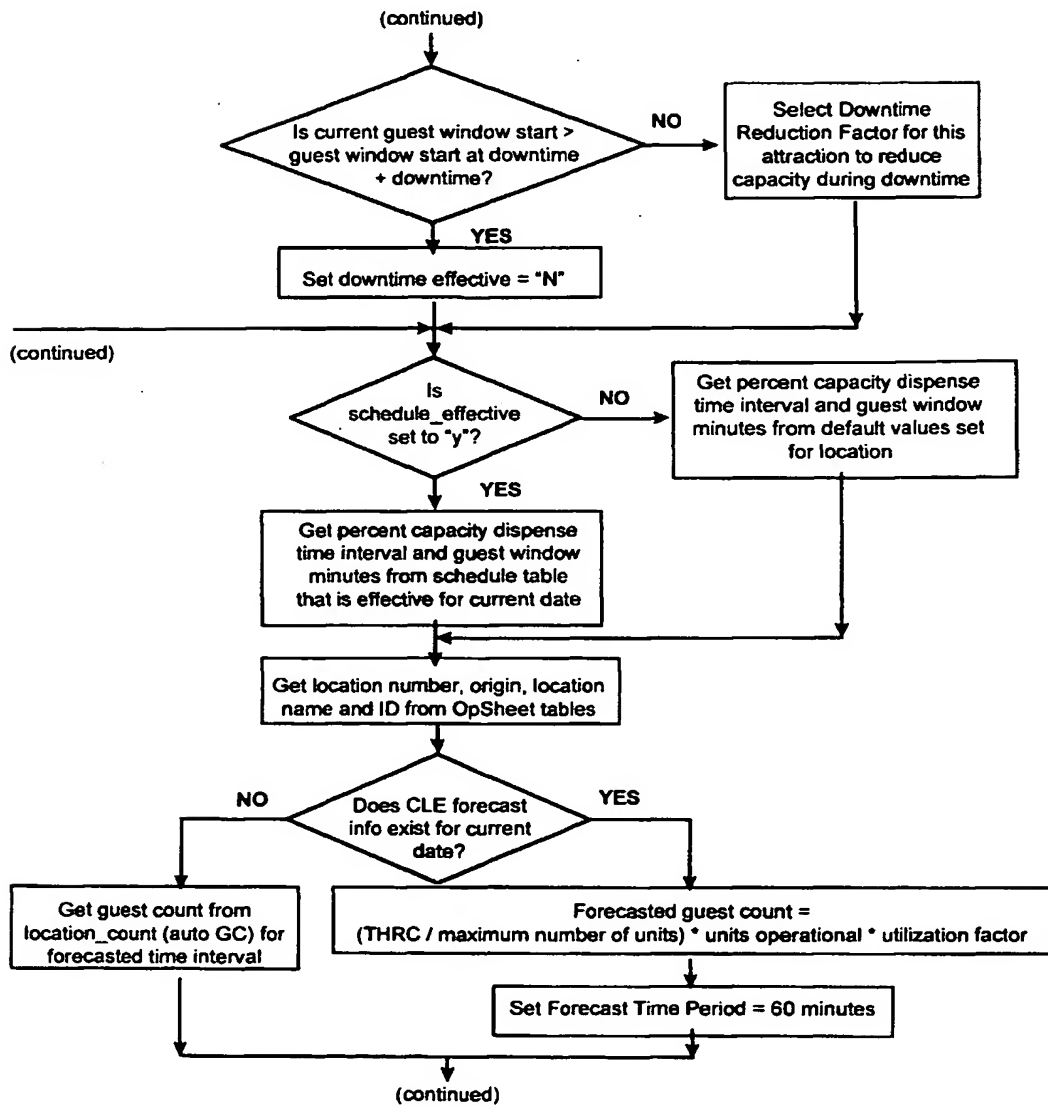 (continued)
Is current guest window start >
guest window start at downtime
+ downtime?
NO
Select Downtime
Reduction Factor for this
attraction to reduce
capacity during downtime
YES
Set downtime effective = "N"
(continued)
Is
schedule_effective
set to "y"?
NO
Get percent capacity dispense
time interval and guest window
minutes from default values set
for location
YES
Get percent capacity dispense
time interval and guest window
minutes from schedule table
that is effective for current date
Get location number, origin, location
name and ID from OpSheet tables
NO
Does CLE forecast
info exist for current
date?
YES
Get guest count from
location_count (auto GC) for
forecasted time interval
Forecasted guest count =
(THRC / maximum number of units) * units operational * utilization factor
Set Forecast Time Period = 60 minutes
(continued)